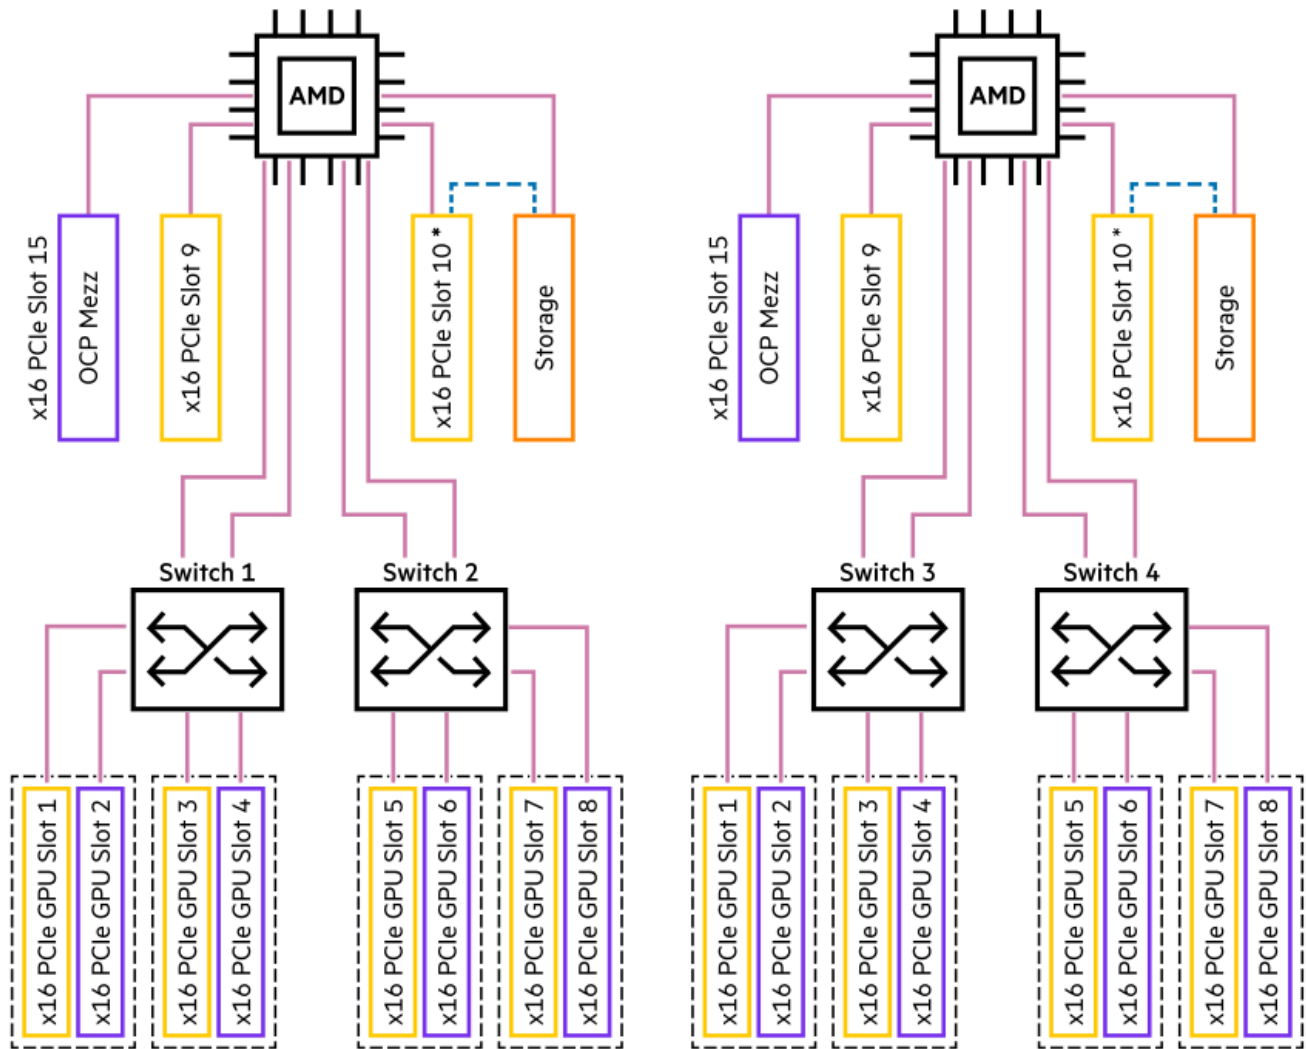 AMD
AMD
x16 PCIe Slot 15
OCP Mezz
x16 PCIe Slot 9
x16 PCIe Slot 10 *
Storage
x16 PCIe Slot 15
OCP Mezz
x16 PCIe Slot 9
x16 PCIe Slot 10 *
Storage
Switch 1
Switch 2
Switch 3
Switch 4
x16 PCIe GPU Slot 1
x16 PCIe GPU Slot 2
x16 PCIe GPU Slot 3
x16 PCIe GPU Slot 4
x16 PCIe GPU Slot 5
x16 PCIe GPU Slot 6
x16 PCIe GPU Slot 7
x16 PCIe GPU Slot 8
x16 PCIe GPU Slot 1
x16 PCIe GPU Slot 2
x16 PCIe GPU Slot 3
x16 PCIe GPU Slot 4
x16 PCIe GPU Slot 5
x16 PCIe GPU Slot 6
x16 PCIe GPU Slot 7
x16 PCIe GPU Slot 8